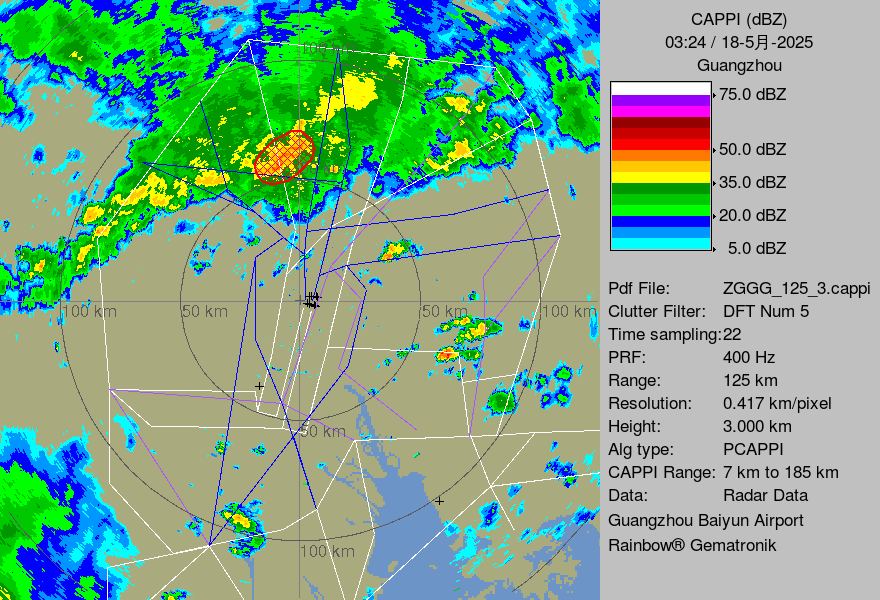 CAPPI (dBZ)
03:24 / 18-5月-2025
Guangzhou
75.0 dBZ
50.0 dBZ
35.0 dBZ
20.0 dBZ
5.0 dBZ
Pdf File: ZGGG_125_3.cappi
Clutter Filter: DFT Num 5
Time sampling:22
PRF: 400 Hz
Range: 125 km
Resolution: 0.417 km/pixel
Height: 3.000 km
Alg type: PCAPPI
CAPPI Range: 7 km to 185 km
Data: Radar Data
Guangzhou Baiyun Airport
Rainbow® Gematronik
100 km
50 km
50 km
100 km
50 km
100 km